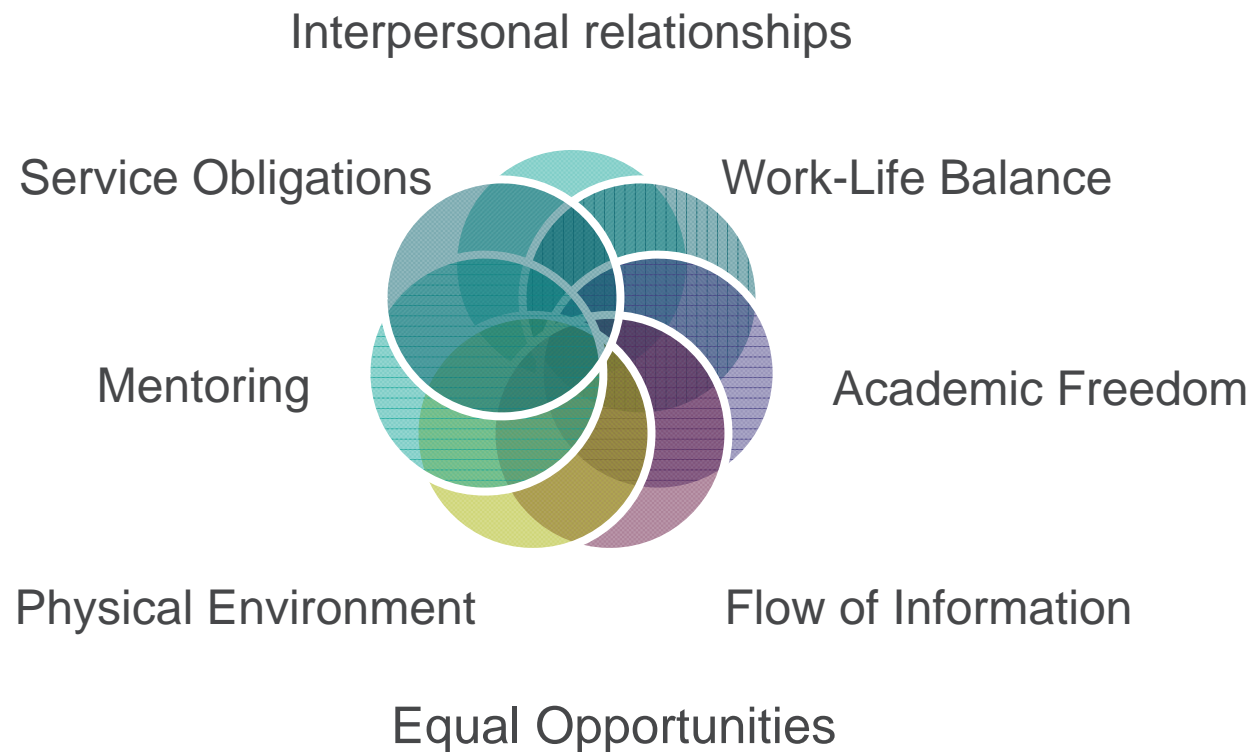 Interpersonal relationships
Service Obligations
Work-Life Balance
Mentoring
Academic Freedom
Physical Environment
Flow of Information
Equal Opportunities